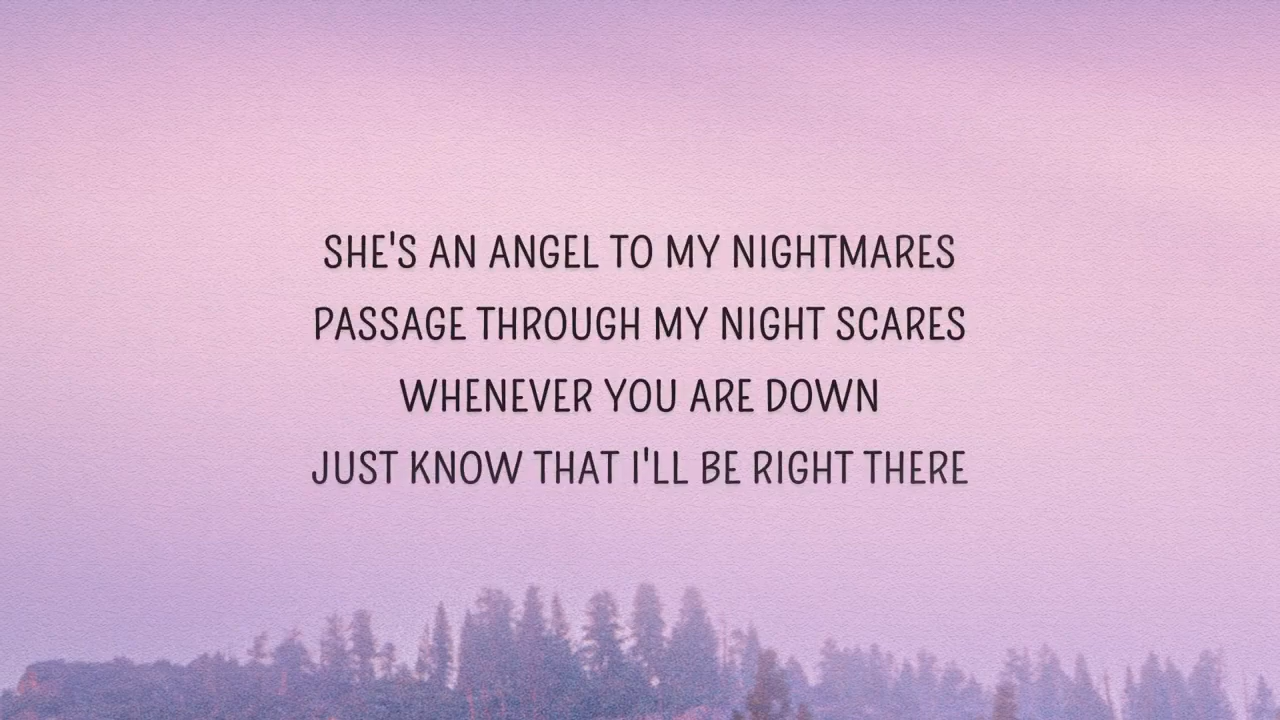 SHE'S AN ANGEL TO MY NIGHTMARES
PASSAGE THROUGH MY NIGHT SCARES
WHENEVER YOU ARE DOWN
JUST KNOW THAT I'LL BE RIGHT THERE